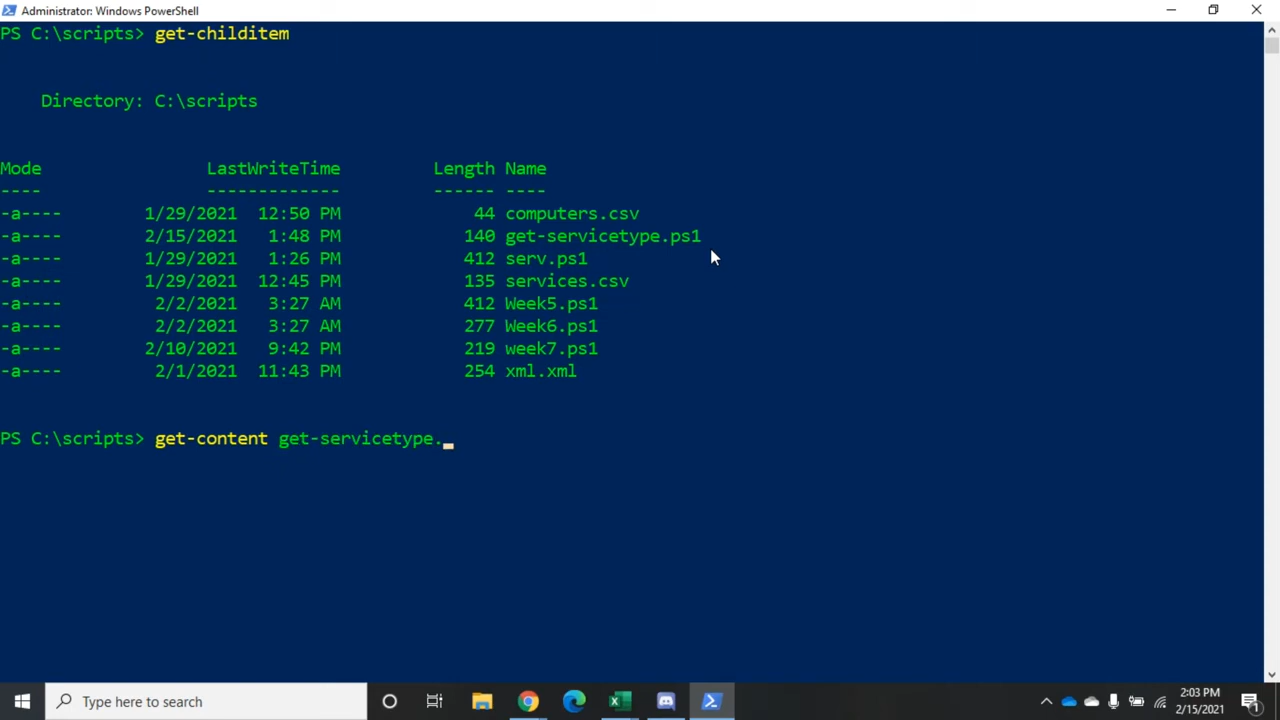 Administrator: Windows PowerShell
PS C:\scripts> get-childitem
Directory: C:\scripts
Mode LastWriteTime Length Name
---- ------------- ------ ----
-a---- 1/29/2021 12:50 PM 44 computers.csv
-a---- 2/15/2021 1:48 PM 140 get-servicetype.ps1
-a---- 1/29/2021 1:26 PM 412 serv.ps1
-a---- 1/29/2021 12:45 PM 135 services.csv
-a---- 2/2/2021 3:27 AM 412 Week5.ps1
-a---- 2/2/2021 3:27 AM 277 Week6.ps1
-a---- 2/10/2021 9:42 PM 219 week7.ps1
-a---- 2/1/2021 11:43 PM 254 xml.xml
PS C:\scripts> get-content get-servicetype.
Type here to search
2:03 PM
2/15/2021
1